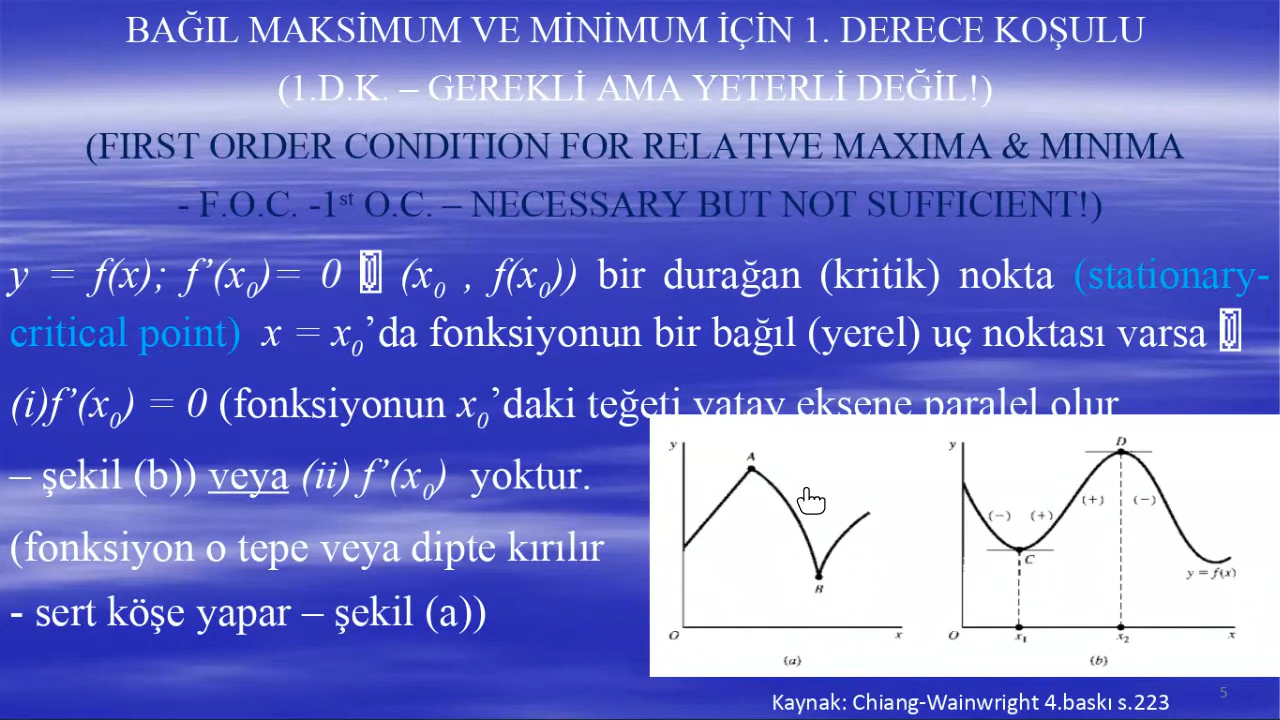 BAĞIL MAKSİMUM VE MİNİMUM İÇİN 1. DERECE KOŞULU
(1.D.K. – GEREKLİ AMA YETERLİ DEĞİL!)
(FIRST ORDER CONDITION FOR RELATIVE MAXIMA & MINIMA
- F.O.C. -1st O.C. – NECESSARY BUT NOT SUFFICIENT!)
y = f(x); f’(x0)= 0 (x0 , f(x0)) bir durağan (kritik) nokta (stationary-
critical point) x = x0’da fonksiyonun bir bağıl (yerel) uç noktası varsa
(i)f’(x0) = 0 (fonksiyonun x0’daki teğeti yatay eksene paralel olur
– şekil (b)) veya (ii) f’(x0) yoktur.
(fonksiyon o tepe veya dipte kırılır
- sert köşe yapar – şekil (a))
y
A
B
O
x
(a)
y
D
(−) (+) (+) (−)
C
y = f(x)
O
x1
x2
x
(b)
Kaynak: Chiang-Wainwright 4.baskı s.223
5